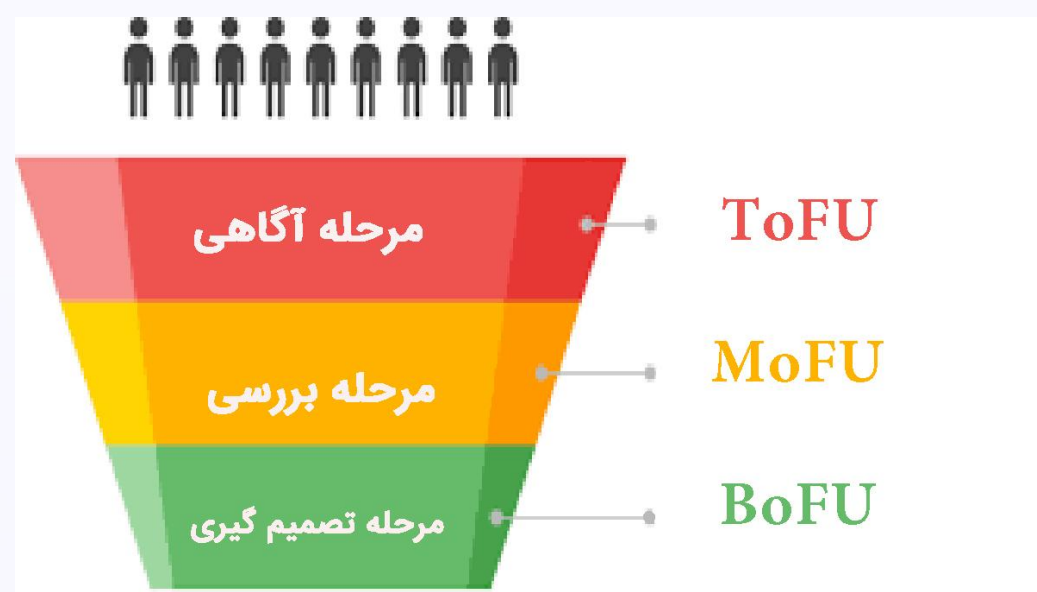 مرحله آگاهی
ToFU
مرحله بررسی
MoFU
مرحله تصمیم گیری
BoFU